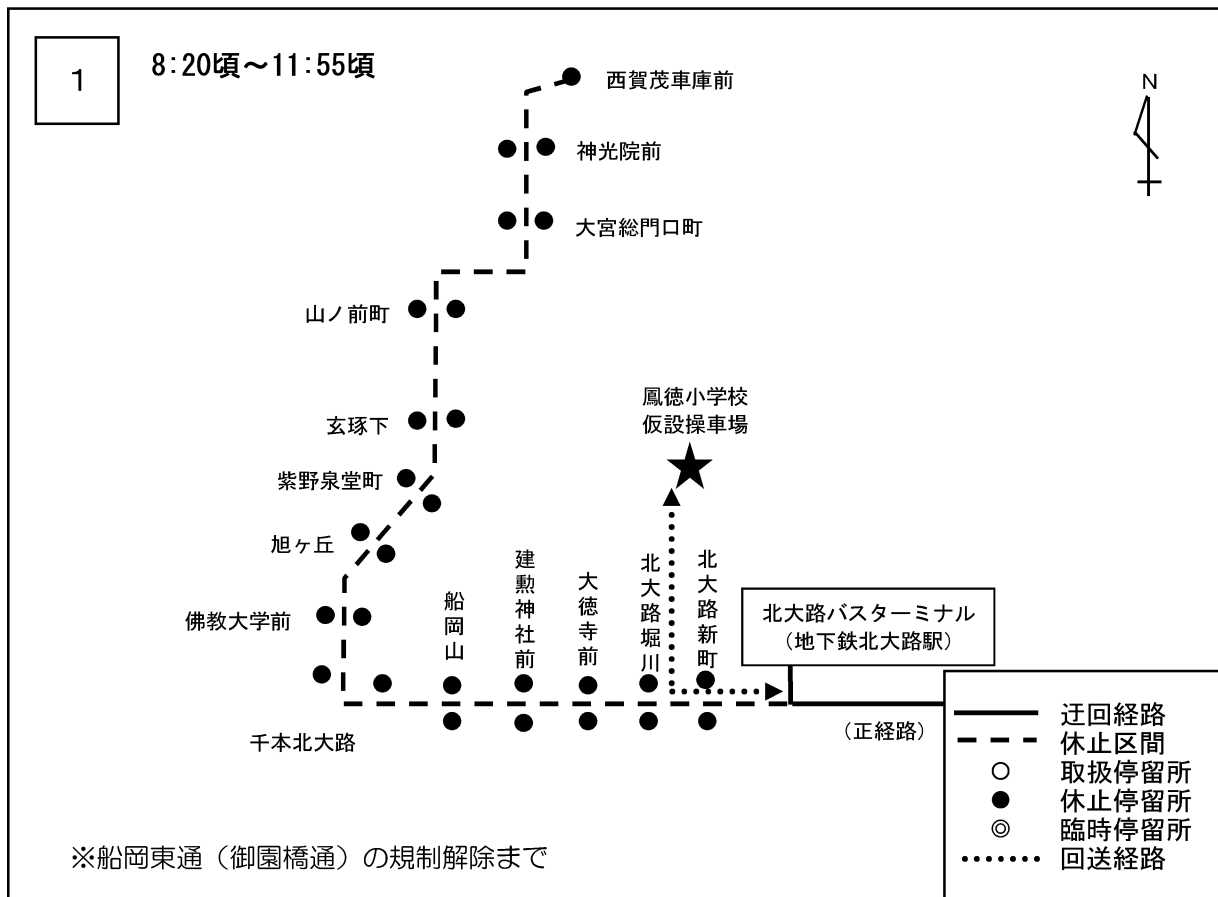 1
8:20頃～11:55頃
N
西賀茂車庫前
神光院前
大宮総門口町
山ノ前町
玄琢下
鳳徳小学校
仮設操車場
紫野泉堂町
旭ヶ丘
佛教大学前
船岡山
建勲神社前
大徳寺前
北大路堀川
北大路新町
北大路バスターミナル
（地下鉄北大路駅）
千本北大路
（正経路）
迂回経路
休止区間
取扱停留所
休止停留所
臨時停留所
回送経路
※船岡東通（御園橋通）の規制解除まで